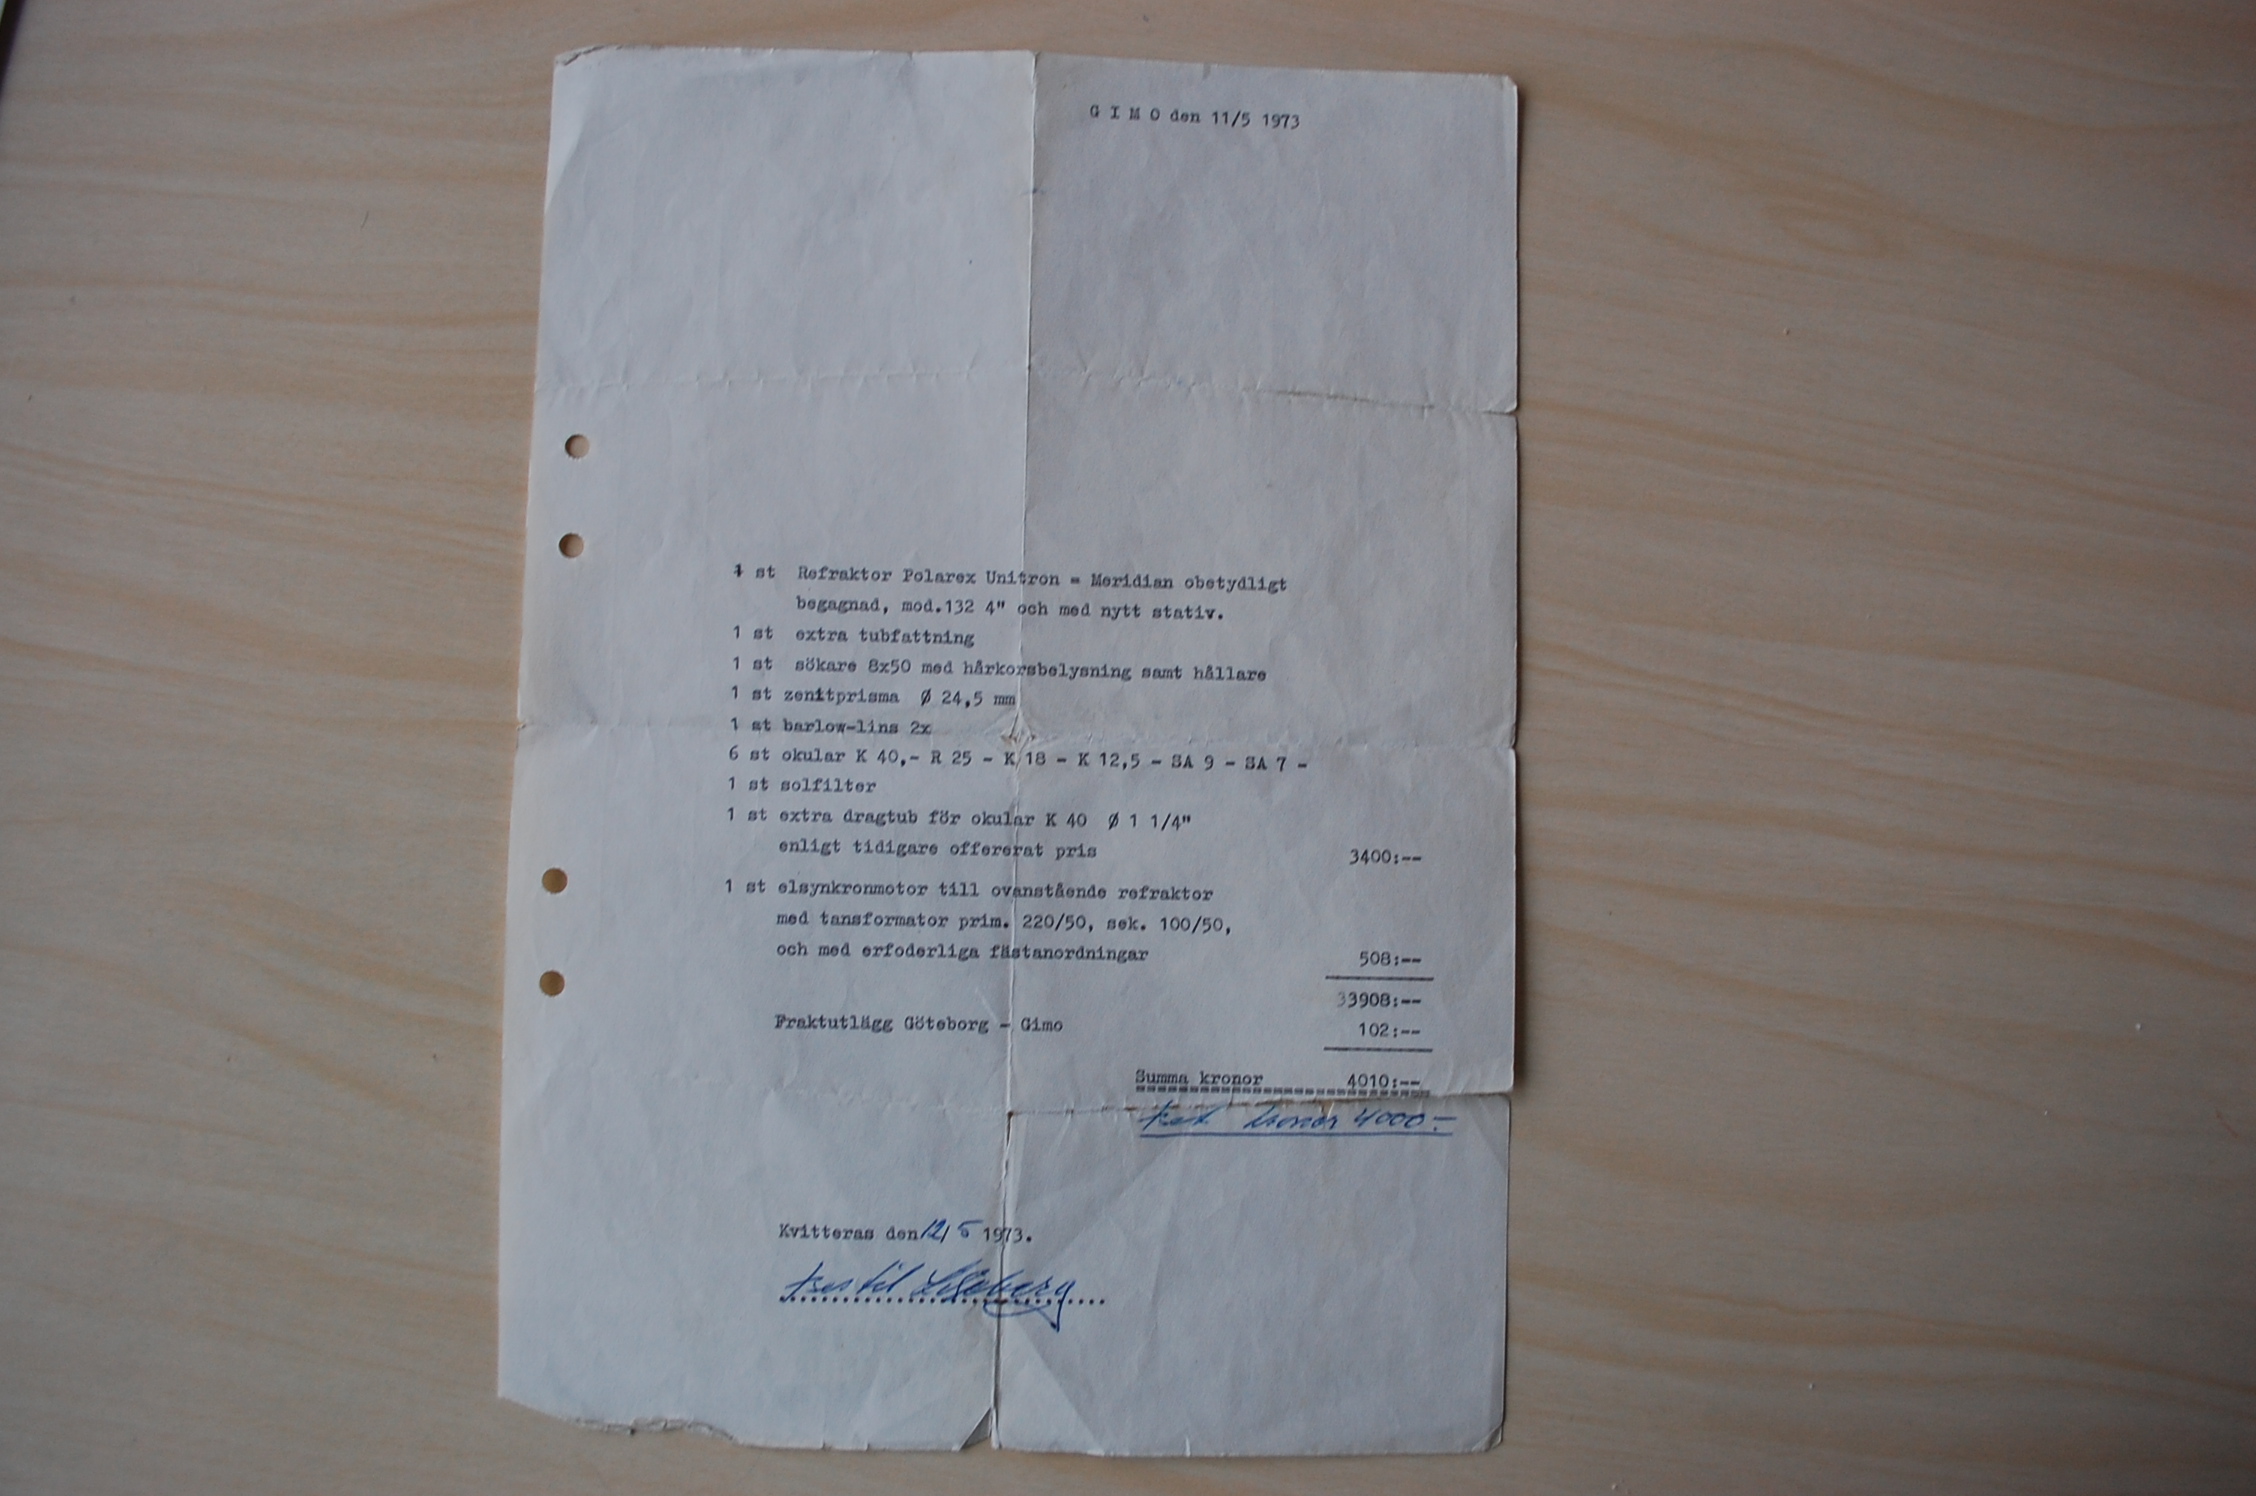 G I M O den 11/5 1973
1 st Refraktor Polarex Unitron = Meridian obetydligt
begagnad, mod.132 4" och med nytt stativ.
1 st extra tubfattning
1 st sökare 8x50 med hårkorsbelysning samt hållare
1 st zenitprisma Ø 24,5 mm
1 st barlow-lins 2x
6 st okular K 40,- R 25 - K 18 - K 12,5 - SA 9 - SA 7 -
1 st solfilter
1 st extra dragtub för okular K 40 Ø 1 1/4"
enligt tidigare offererat pris 3400:--
1 st elsynkronmotor till ovanstående refraktor
med tansformator prim. 220/50, sek. 100/50,
och med erfoderliga fästanordningar 508:--
33908:--
Fraktutlägg Göteborg - Gimo 102:--
Summa kronor 4010:--
kronor 4000:-
Kvitteras den 12/5 1973.